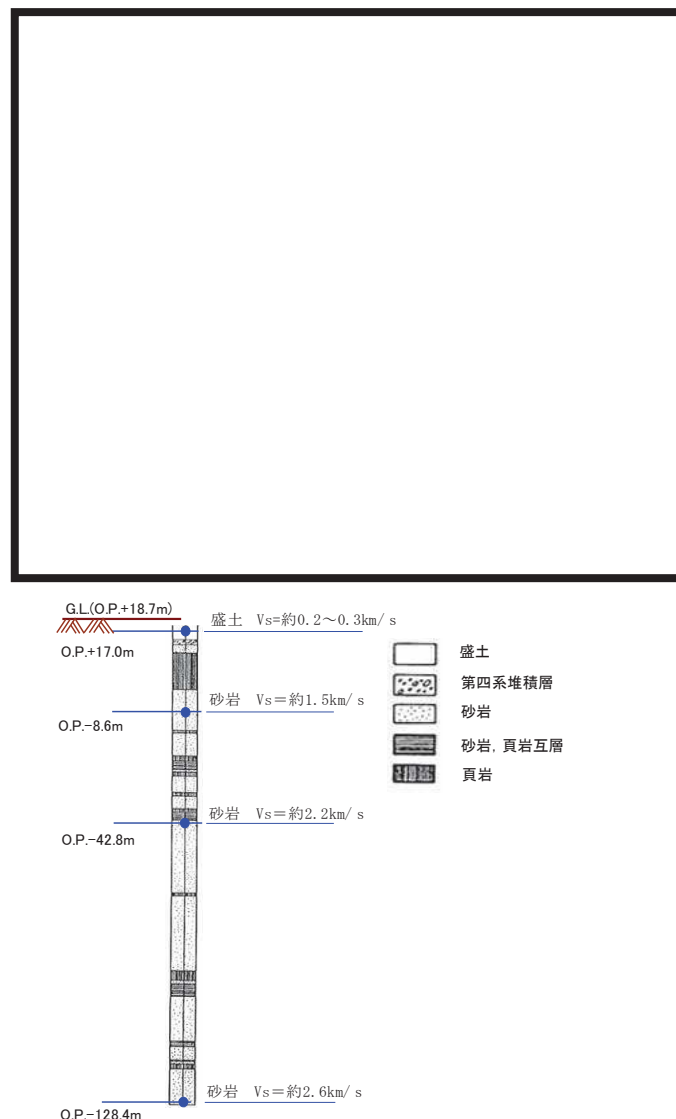 G.L.(O.P.+18.7m)
盛土 Vs=約0.2～0.3km/s
O.P.+17.0m
砂岩 Vs＝約1.5km/s
O.P.-8.6m
砂岩 Vs＝約2.2km/s
O.P.-42.8m
砂岩 Vs＝約2.6km/s
O.P.-128.4m
盛土
第四系堆積層
砂岩
砂岩, 頁岩互層
頁岩